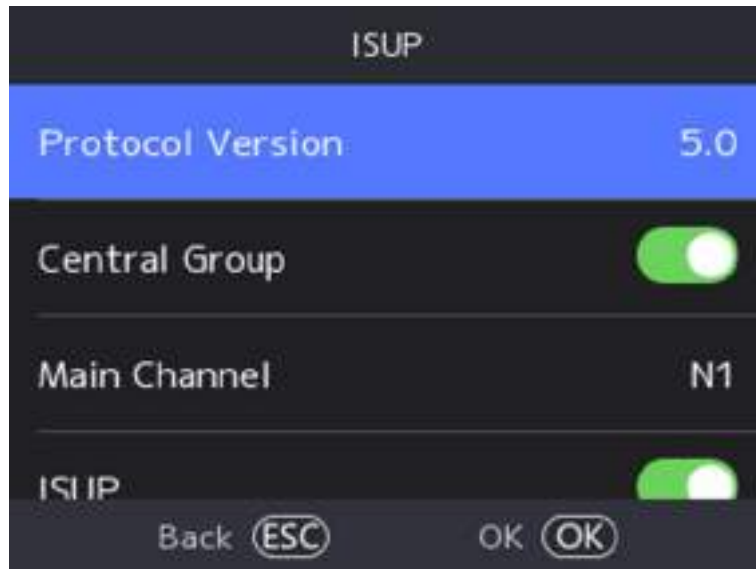 ISUP
Protocol Version 5.0
Central Group
Main Channel N1
ISUP
Back ESC OK OK